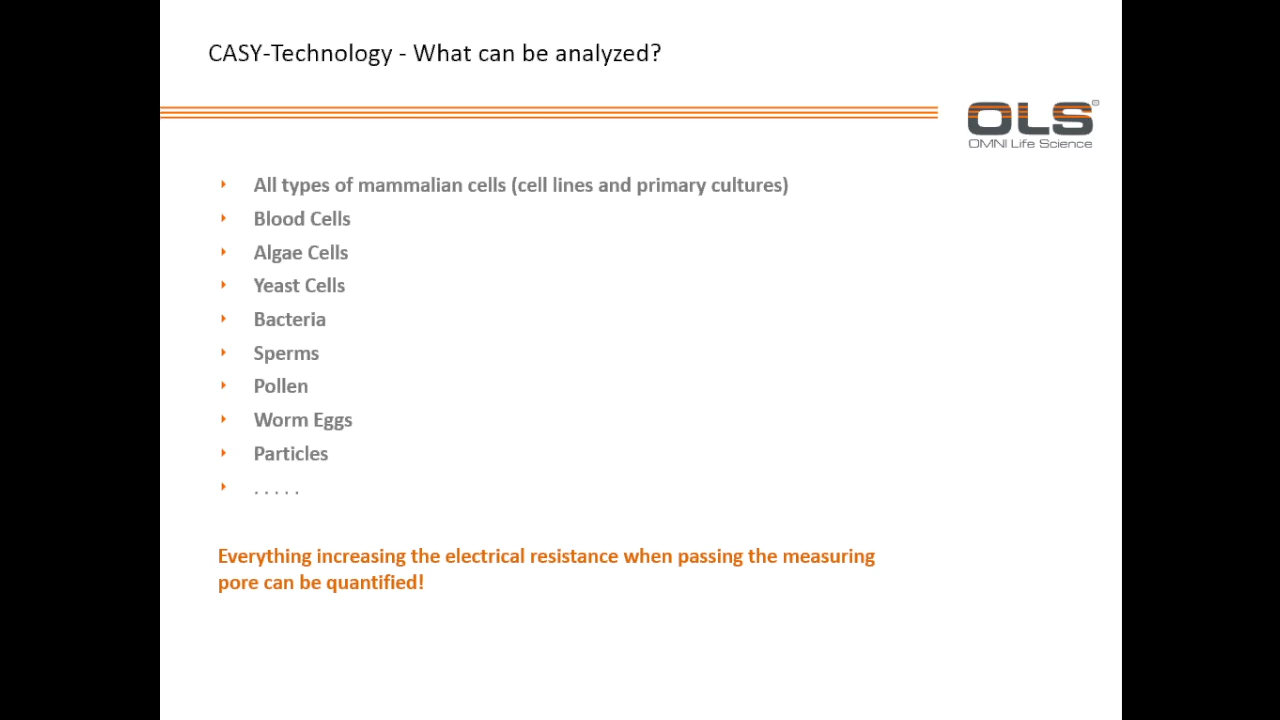 CASY-Technology - What can be analyzed?
OLS®
OMNI Life Science
All types of mammalian cells (cell lines and primary cultures)
Blood Cells
Algae Cells
Yeast Cells
Bacteria
Sperms
Pollen
Worm Eggs
Particles
. . . . .
Everything increasing the electrical resistance when passing the measuring
pore can be quantified!